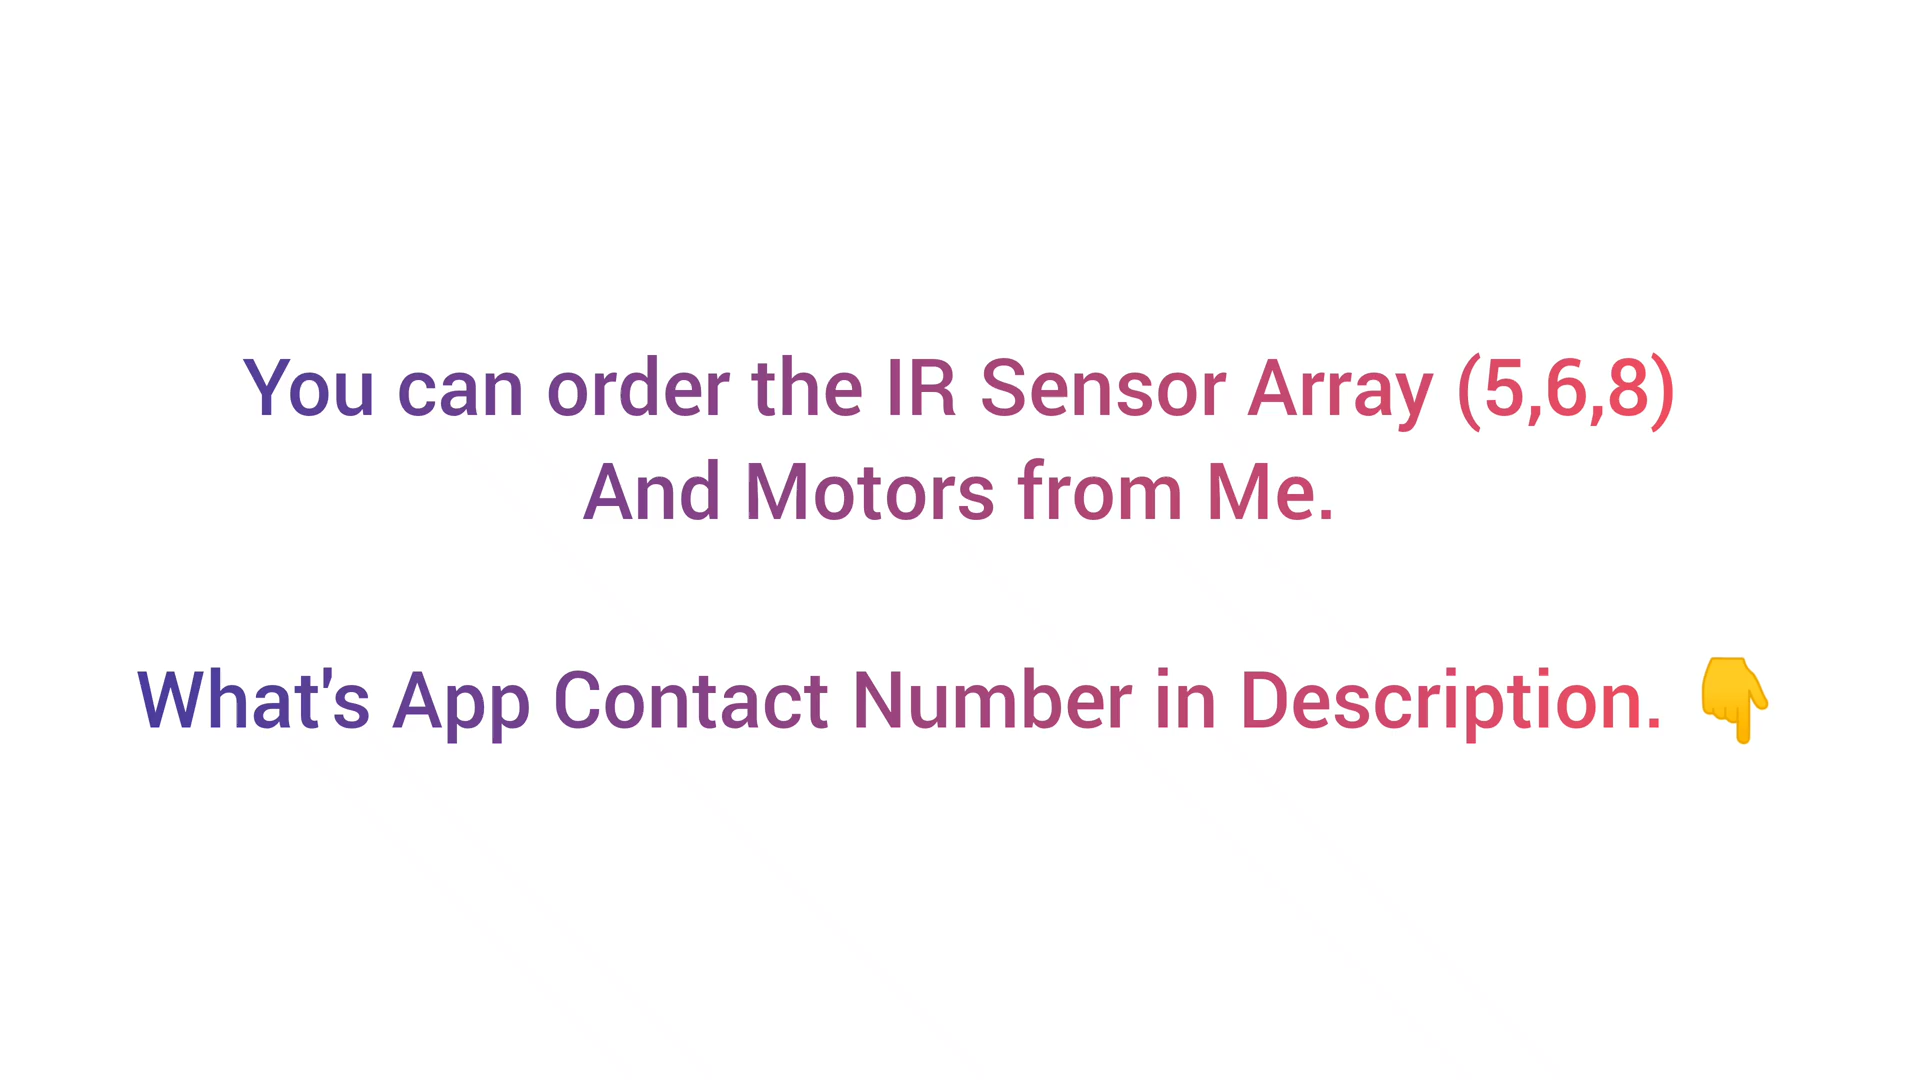 You can order the IR Sensor Array (5,6,8)
And Motors from Me.
What's App Contact Number in Description. 👇